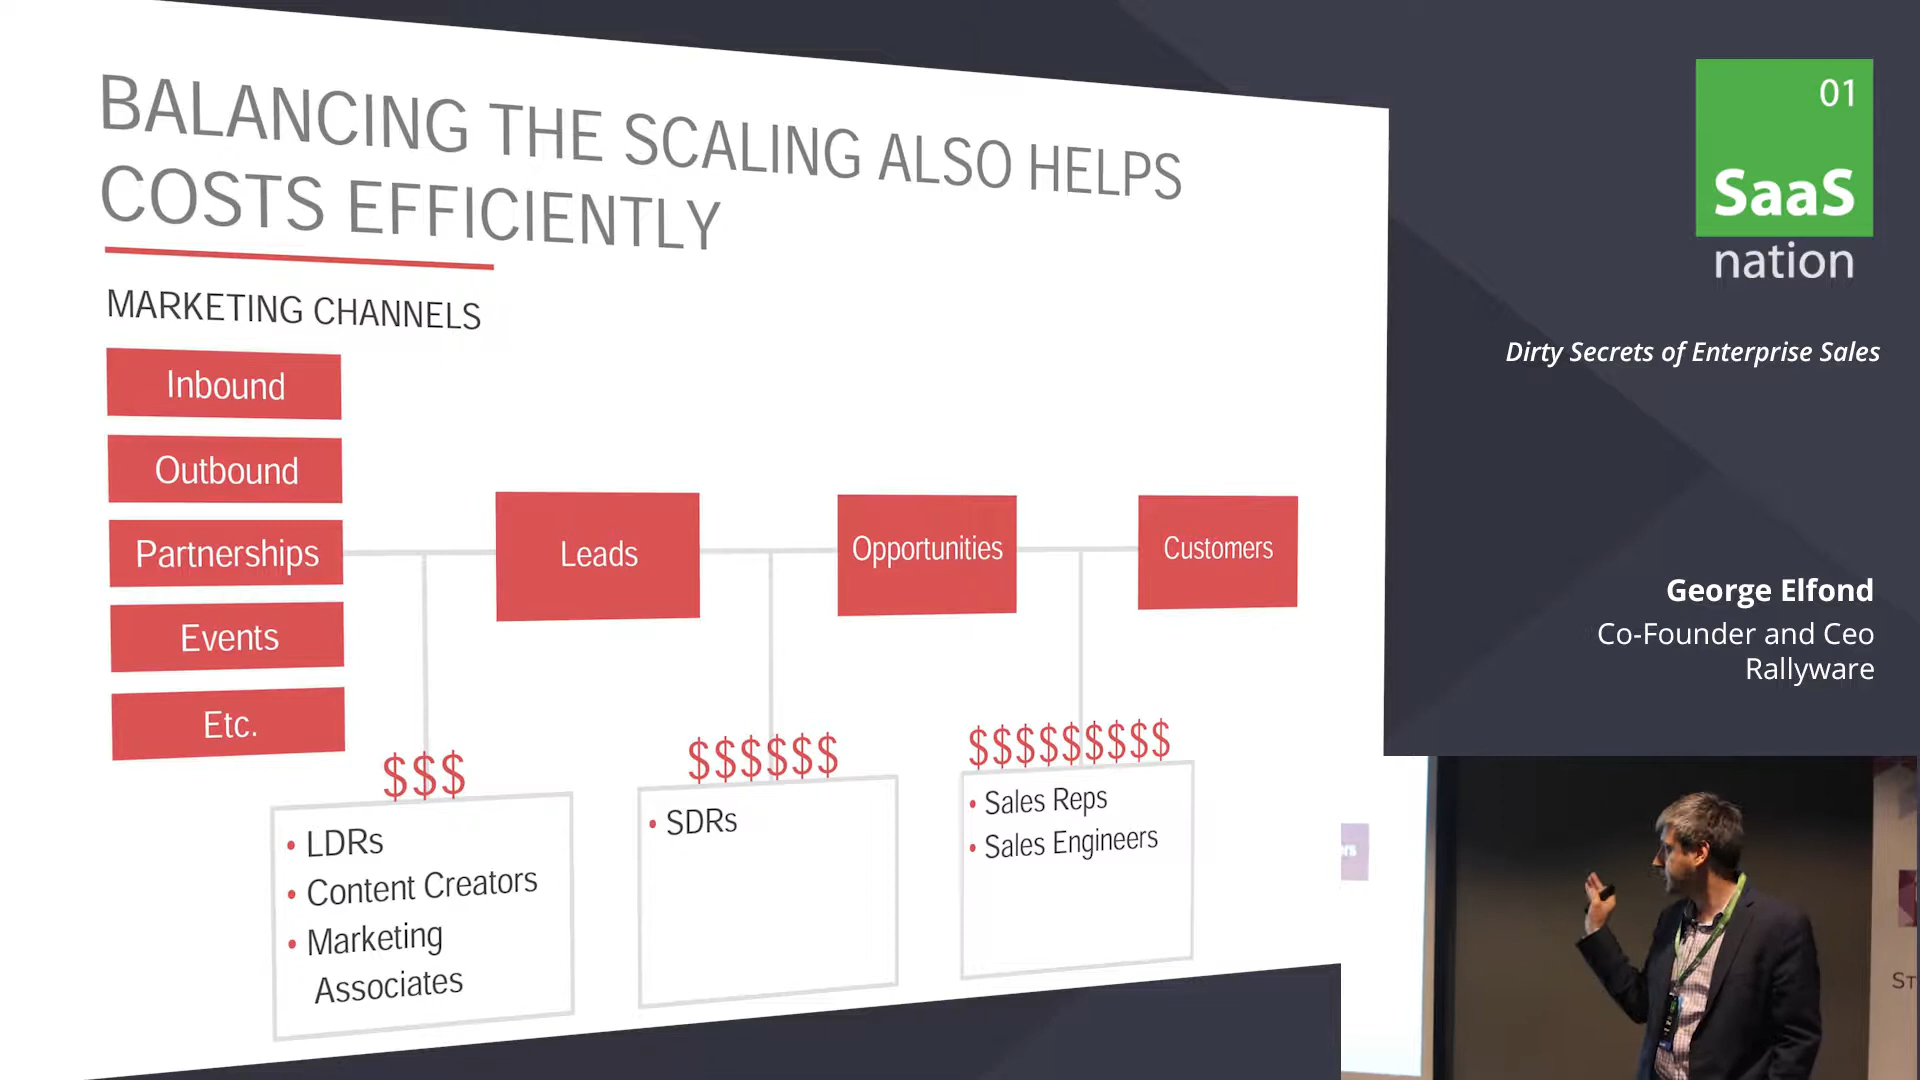 BALANCING THE SCALING ALSO HELPS
COSTS EFFICIENTLY
MARKETING CHANNELS
Inbound
Outbound
Partnerships
Events
Etc.
Leads
Opportunities
Customers
$$$
• LDRs
• Content Creators
• Marketing
Associates
$$$$$$
• SDRs
$$$$$$$$$
• Sales Reps
• Sales Engineers
01
SaaS
nation
Dirty Secrets of Enterprise Sales
George Elfond
Co-Founder and Ceo
Rallyware